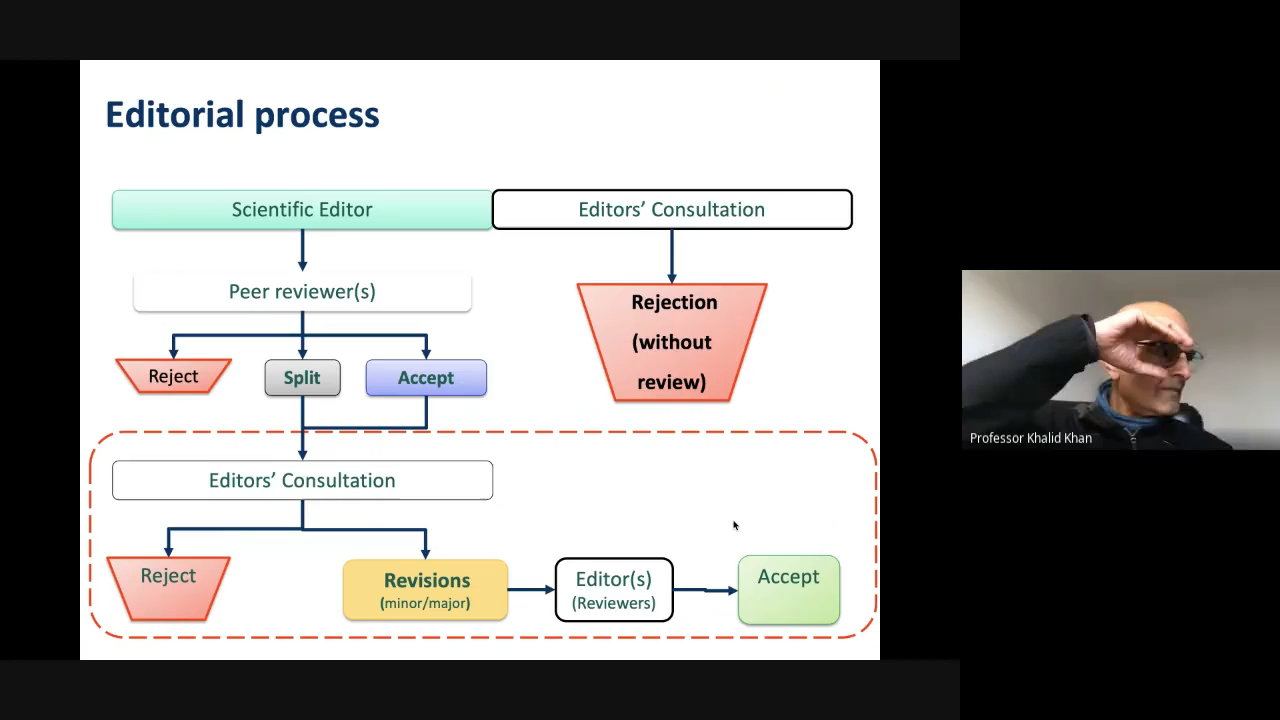 Editorial process
Scientific Editor
Editors’ Consultation
Peer reviewer(s)
Rejection
(without
review)
Reject
Split
Accept
Editors’ Consultation
Reject
Revisions
(minor/major)
Editor(s)
(Reviewers)
Accept
Professor Khalid Khan